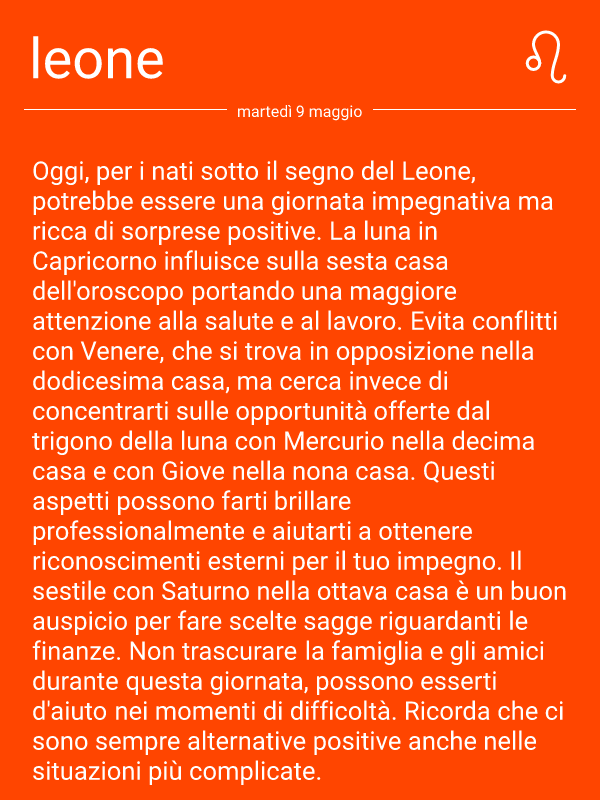 leone
martedì 9 maggio
Oggi, per i nati sotto il segno del Leone,
potrebbe essere una giornata impegnativa ma
ricca di sorprese positive. La luna in
Capricorno influisce sulla sesta casa
dell'oroscopo portando una maggiore
attenzione alla salute e al lavoro. Evita conflitti
con Venere, che si trova in opposizione nella
dodicesima casa, ma cerca invece di
concentrarti sulle opportunità offerte dal
trigono della luna con Mercurio nella decima
casa e con Giove nella nona casa. Questi
aspetti possono farti brillare
professionalmente e aiutarti a ottenere
riconoscimenti esterni per il tuo impegno. Il
sestile con Saturno nella ottava casa è un buon
auspicio per fare scelte sagge riguardanti le
finanze. Non trascurare la famiglia e gli amici
durante questa giornata, possono esserti
d'aiuto nei momenti di difficoltà. Ricorda che ci
sono sempre alternative positive anche nelle
situazioni più complicate.